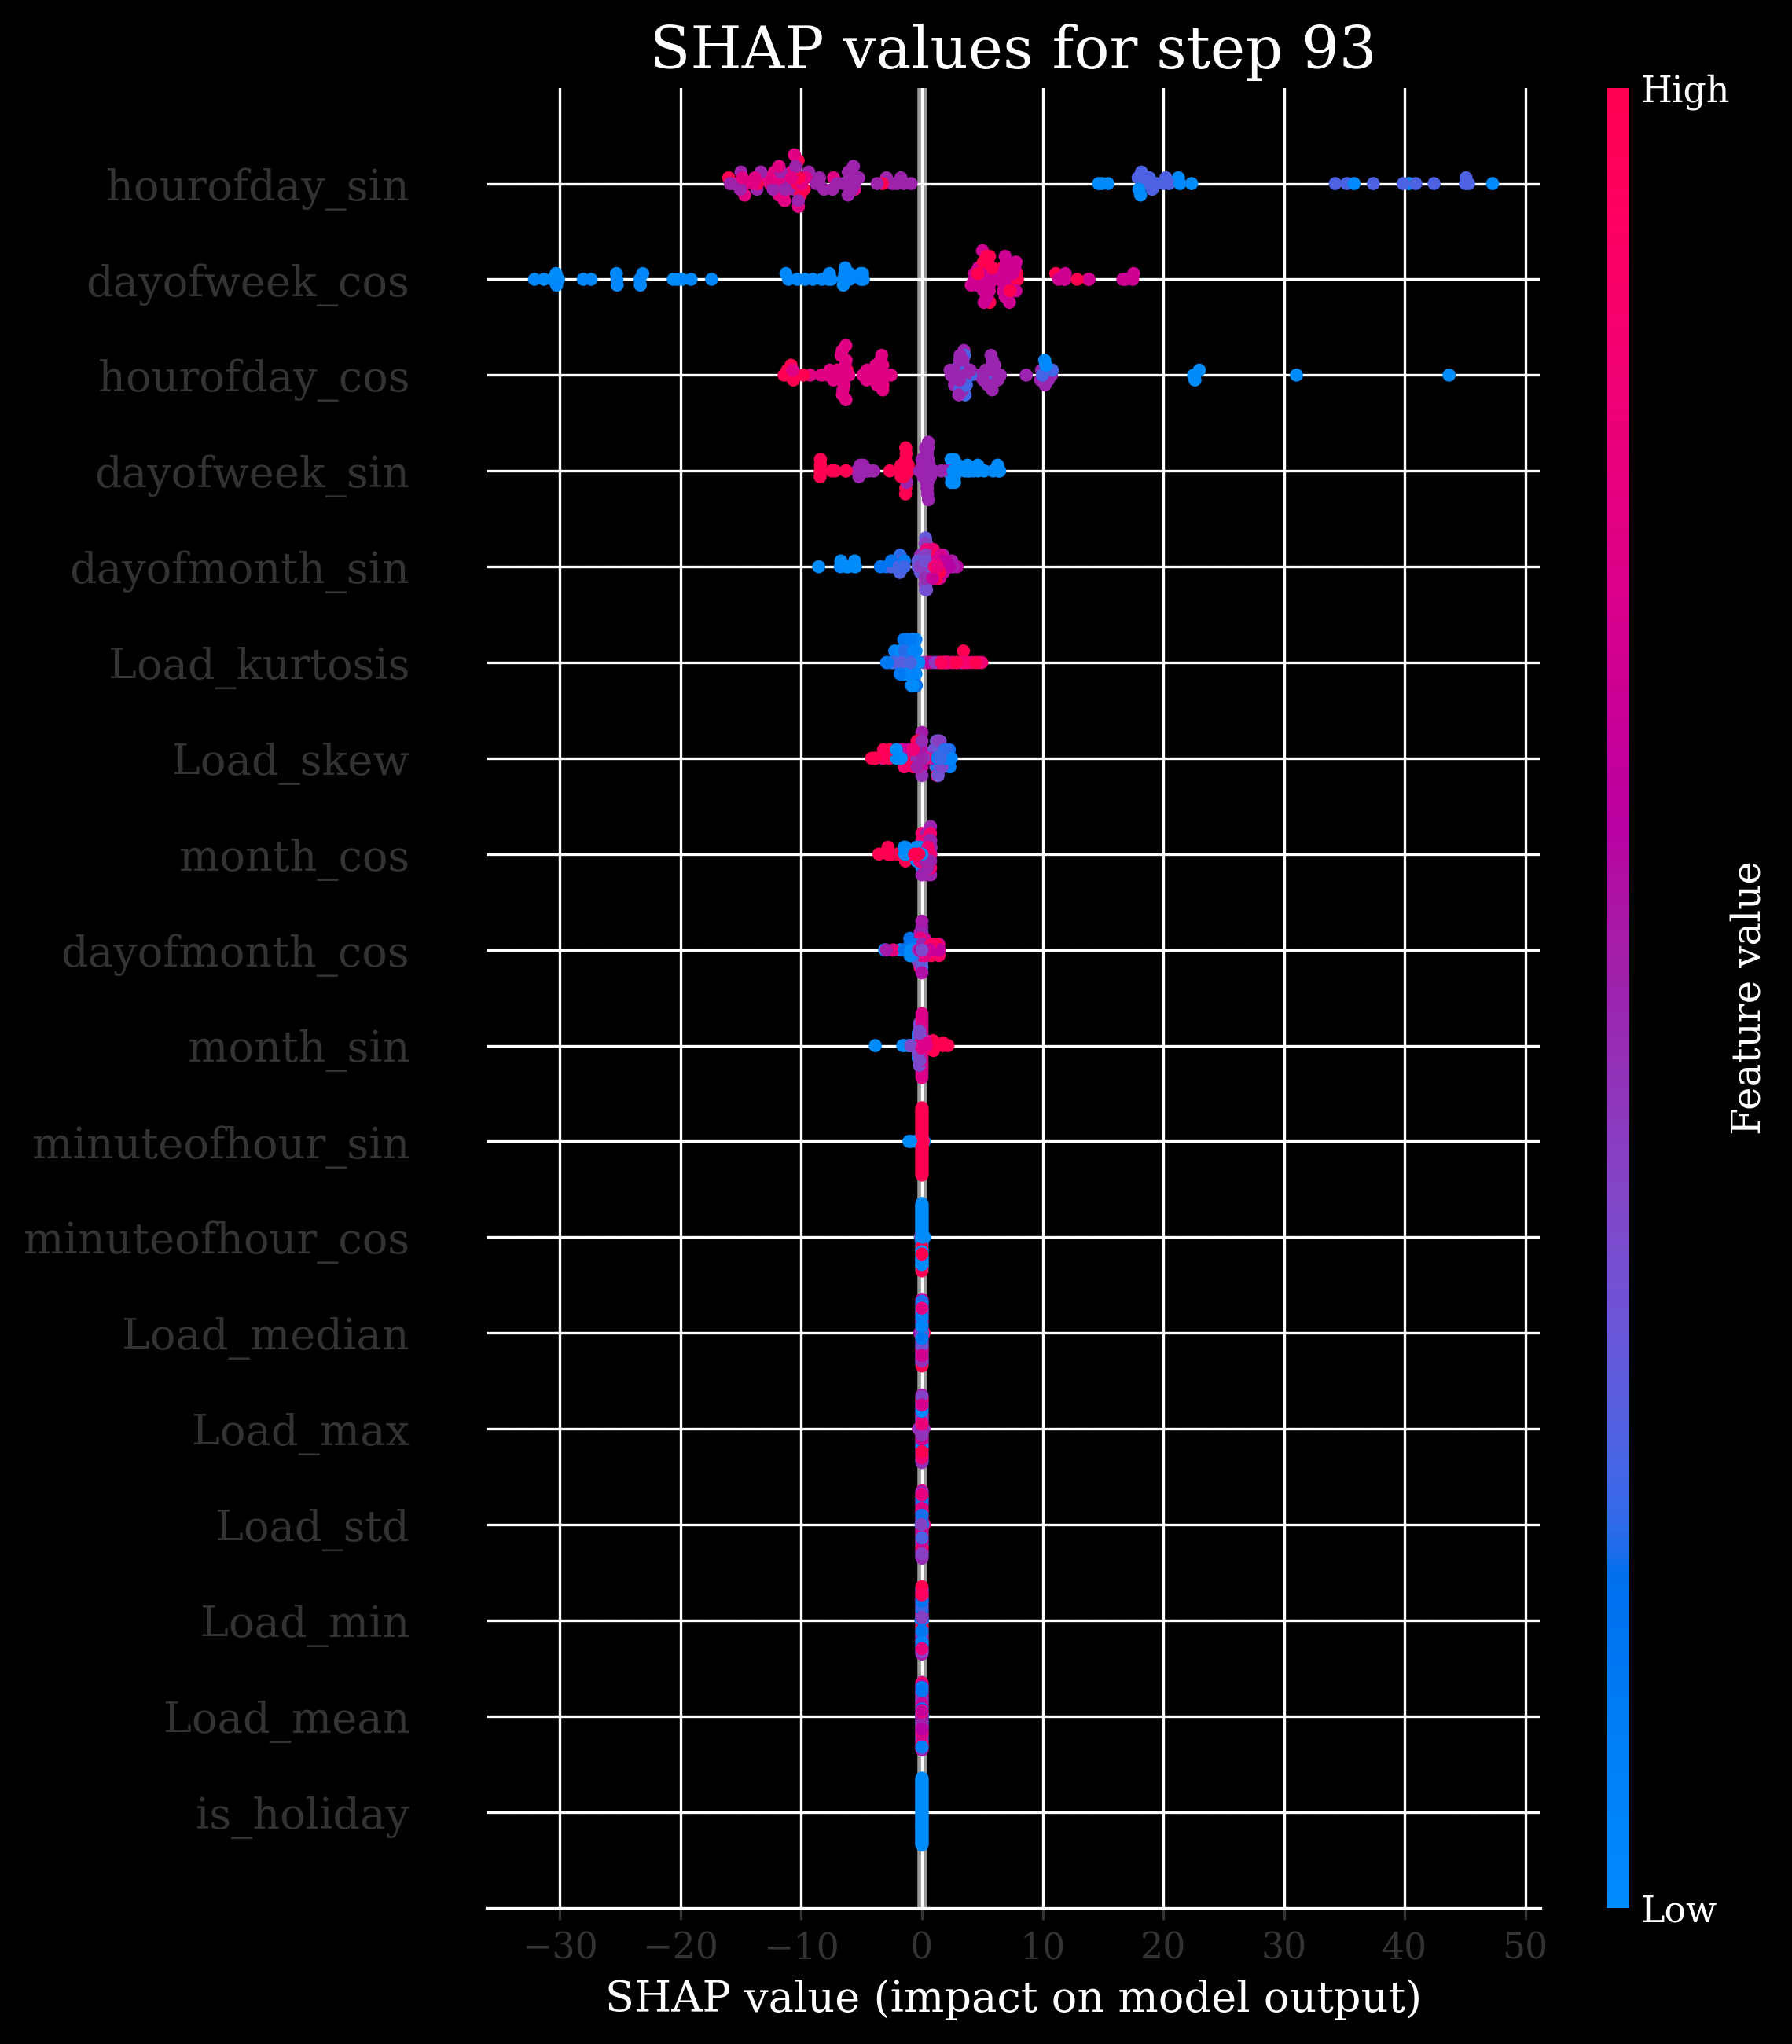 SHAP values for step 93
High
hourofday_sin
dayofweek_cos
hourofday_cos
dayofweek_sin
dayofmonth_sin
Load_kurtosis
Load_skew
month_cos
dayofmonth_cos
month_sin
minuteofhour_sin
minuteofhour_cos
Load_median
Load_max
Load_std
Load_min
Load_mean
is_holiday
Feature value
Low
−30 −20 −10 0 10 20 30 40 50
SHAP value (impact on model output)